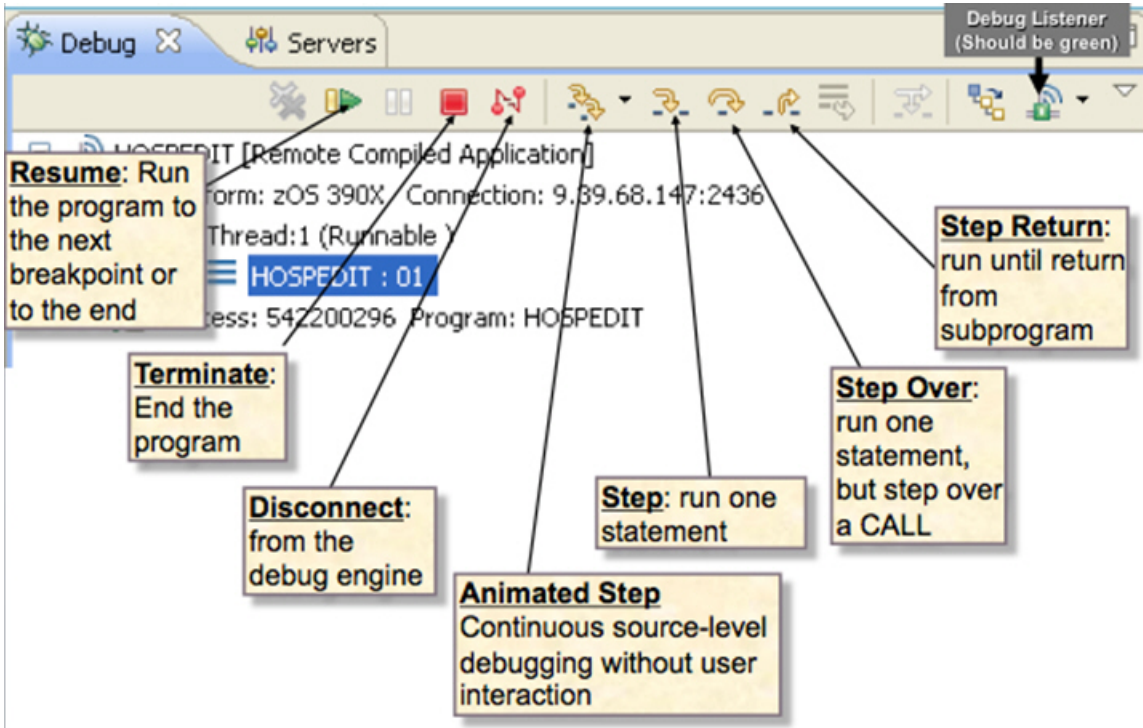 Debug
Servers
Debug Listener
(Should be green)
HOSPEDIT [Remote Compiled Application]
Resume: Run
the program to
the next
breakpoint or
to the end
form: zOS 390X Connection: 9.39.68.147:2436
Thread:1 (Runnable )
HOSPEDIT : 01
ess: 542200296 Program: HOSPEDIT
Step Return:
run until return
from
subprogram
Terminate:
End the
program
Step Over:
run one
statement,
but step over
a CALL
Disconnect:
from the
debug engine
Step: run one
statement
Animated Step
Continuous source-level
debugging without user
interaction